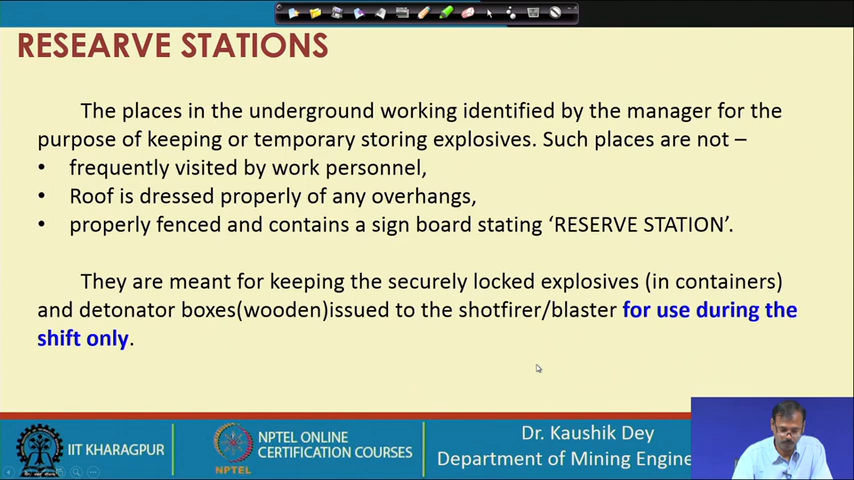 RESEARVE STATIONS
The places in the underground working identified by the manager for the
purpose of keeping or temporary storing explosives. Such places are not –
• frequently visited by work personnel,
• Roof is dressed properly of any overhangs,
• properly fenced and contains a sign board stating ‘RESERVE STATION’.
They are meant for keeping the securely locked explosives (in containers)
and detonator boxes(wooden)issued to the shotfirer/blaster for use during the
shift only.
IIT KHARAGPUR
NPTEL
NPTEL ONLINE
CERTIFICATION COURSES
Dr. Kaushik Dey
Department of Mining Engine